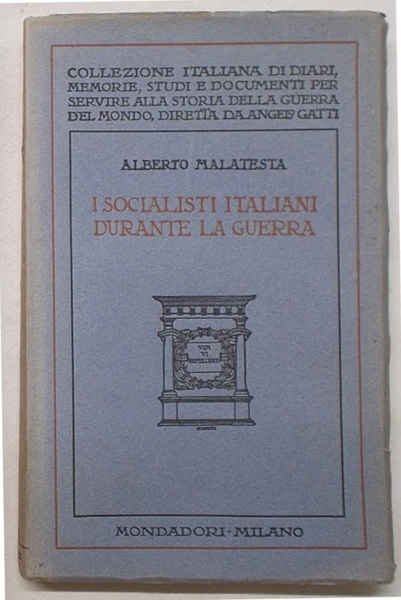 COLLEZIONE ITALIANA DI DIARI,
MEMORIE, STUDI E DOCUMENTI PER
SERVIRE ALLA STORIA DELLA GUERRA
DEL MONDO, DIRETTA DA ANGELO GATTI
ALBERTO MALATESTA
I SOCIALISTI ITALIANI
DURANTE LA GUERRA
MONDADORI-MILANO